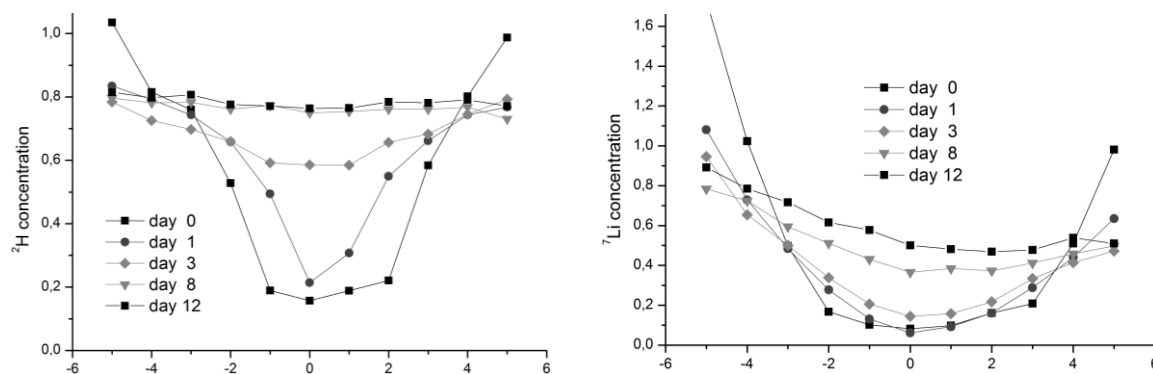 ²H concentration
1,0
0,8
0,6
0,4
0,2
0,0
day 0
day 1
day 3
day 8
day 12
-6 -4 -2 0 2 4 6
⁷Li concentration
1,6
1,4
1,2
1,0
0,8
0,6
0,4
0,2
0,0
day 0
day 1
day 3
day 8
day 12
-6 -4 -2 0 2 4 6